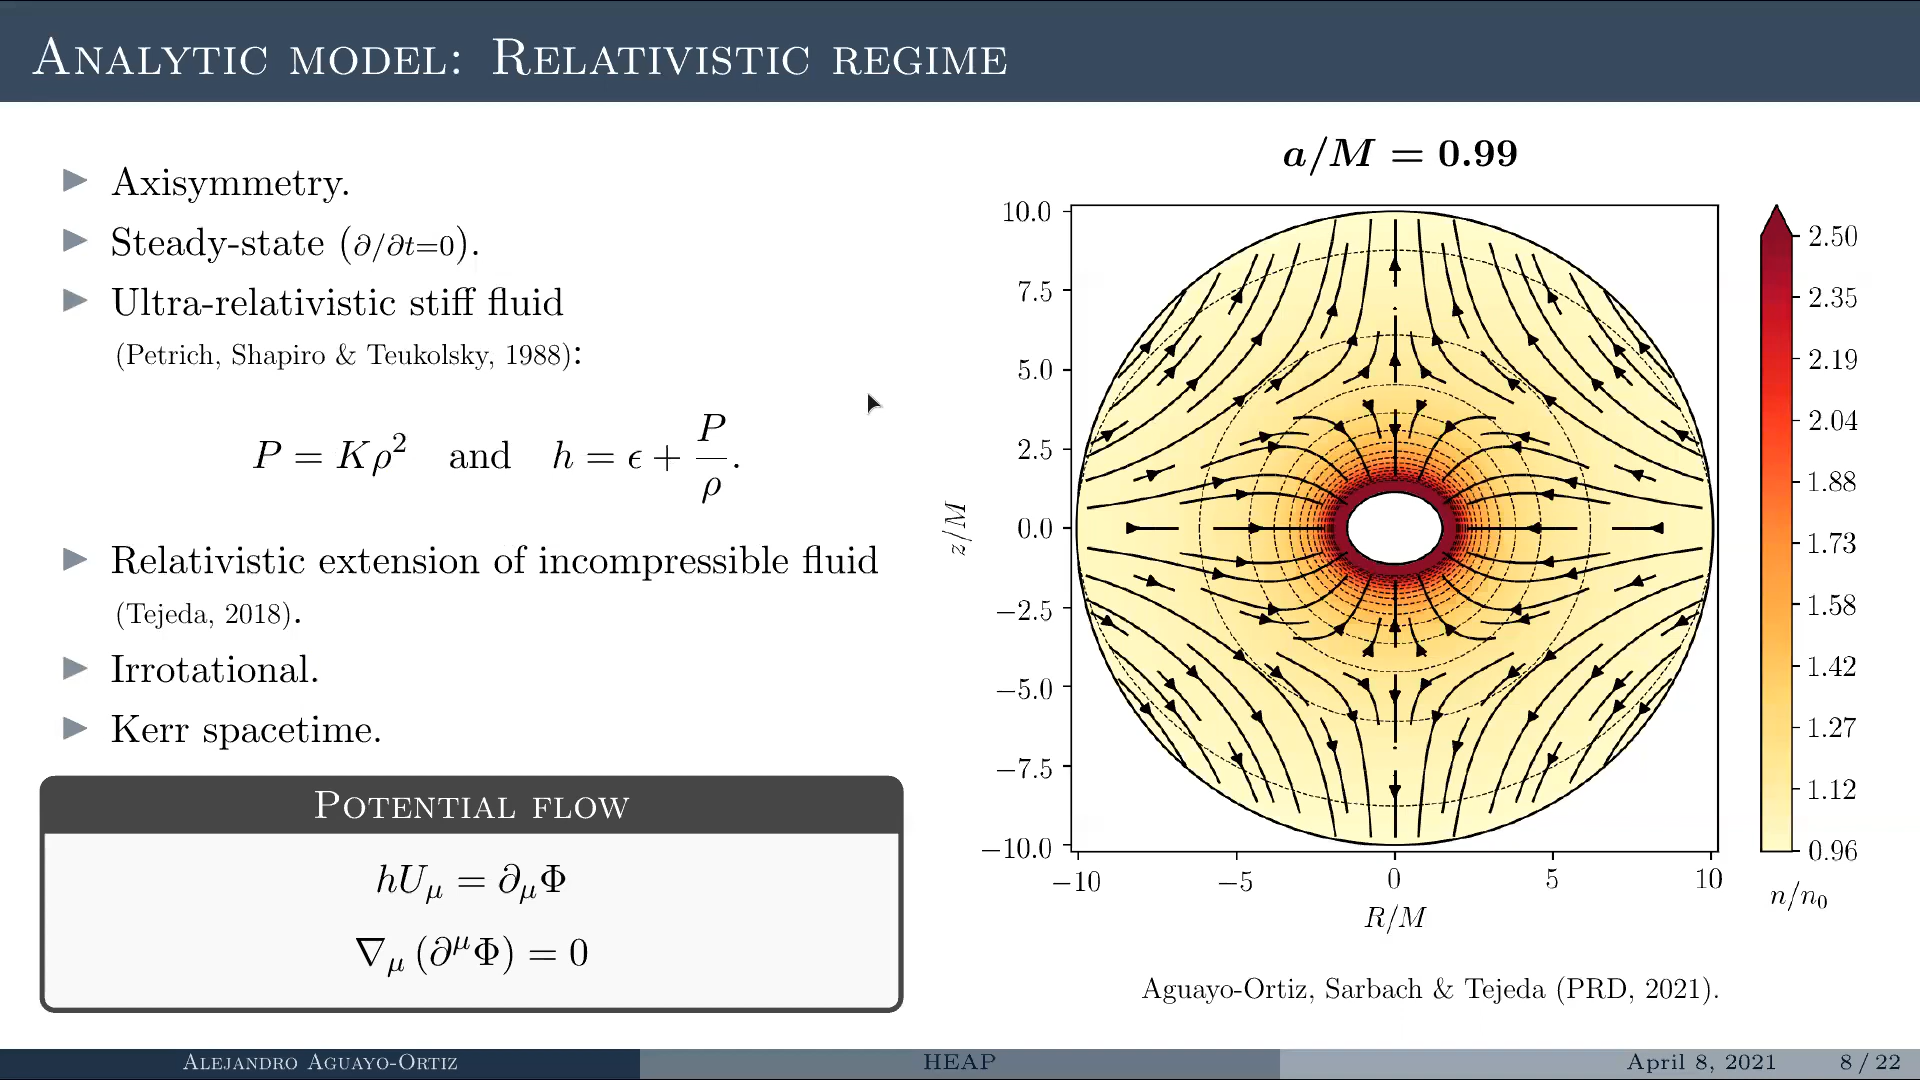 Analytic model: Relativistic regime
▶ Axisymmetry.
▶ Steady-state (∂/∂t=0).
▶ Ultra-relativistic stiff fluid
(Petrich, Shapiro & Teukolsky, 1988):
P = Kρ² and h = ϵ + P/ρ.
▶ Relativistic extension of incompressible fluid
(Tejeda, 2018).
▶ Irrotational.
▶ Kerr spacetime.
Potential flow
hU_μ = ∂_μΦ
∇_μ (∂^μΦ) = 0
a/M = 0.99
10.0
7.5
5.0
2.5
0.0
−2.5
−5.0
−7.5
−10.0
z/M
−10 −5 0 5 10
R/M
2.50
2.35
2.19
2.04
1.88
1.73
1.58
1.42
1.27
1.12
0.96
n/n₀
Aguayo-Ortiz, Sarbach & Tejeda (PRD, 2021).
Alejandro Aguayo-Ortiz HEAP April 8, 2021 8 / 22